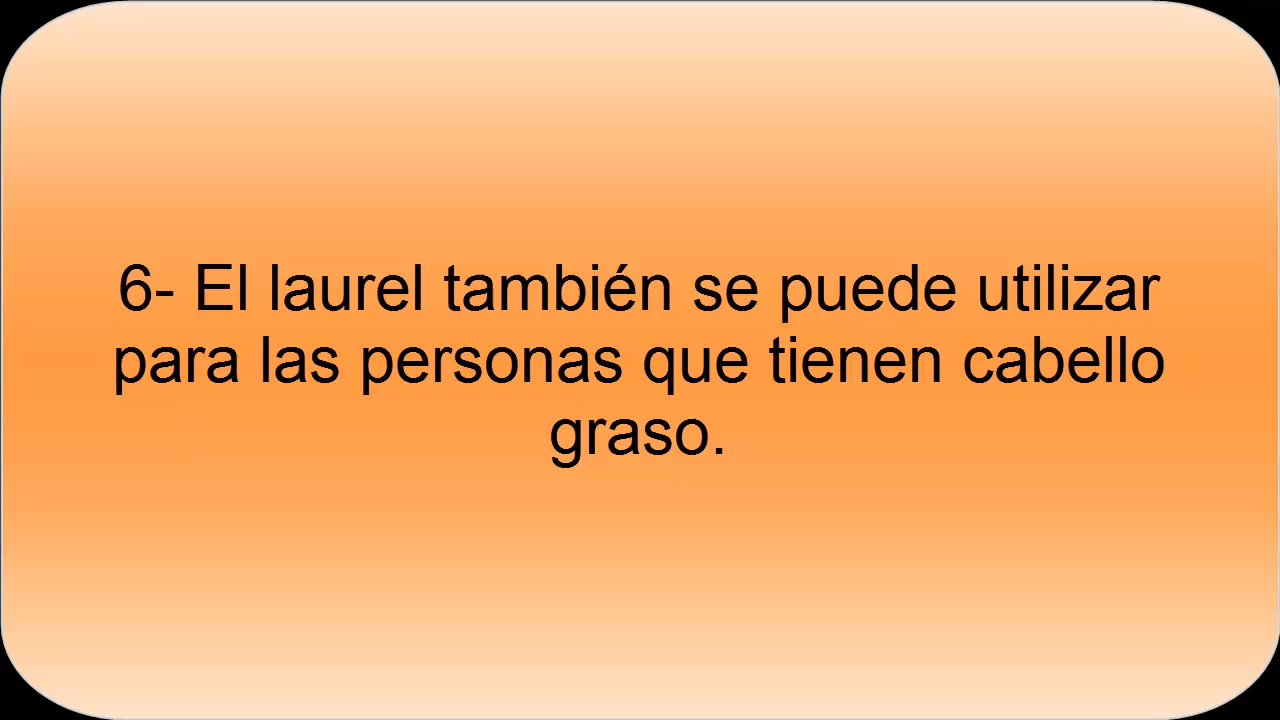 6- El laurel también se puede utilizar
para las personas que tienen cabello
graso.